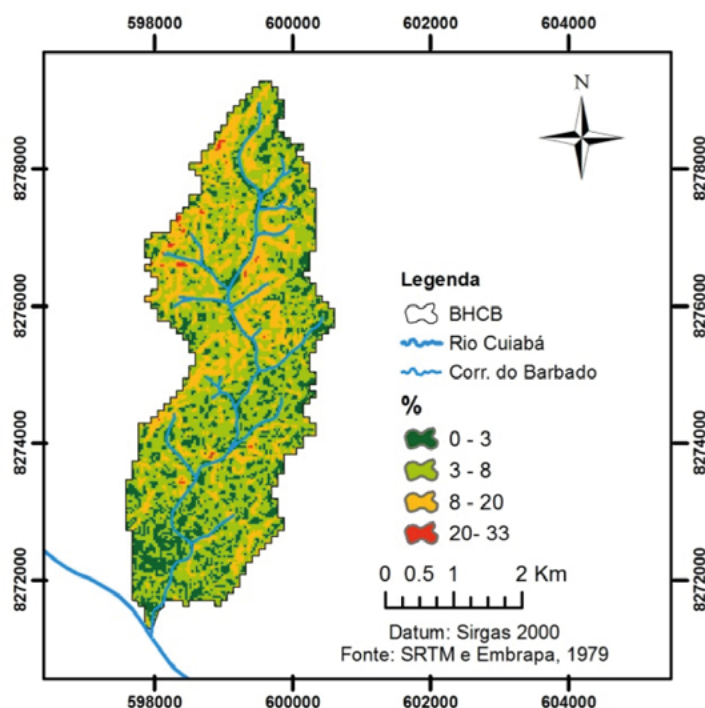 598000 600000 602000 604000
N
8278000 8278000
8276000 8276000
8274000 8274000
8272000 8272000
Legenda
BHCB
Rio Cuiabá
Corr. do Barbado
%
0 - 3
3 - 8
8 - 20
20- 33
0 0.5 1 2 Km
Datum: Sirgas 2000
Fonte: SRTM e Embrapa, 1979
598000 600000 602000 604000